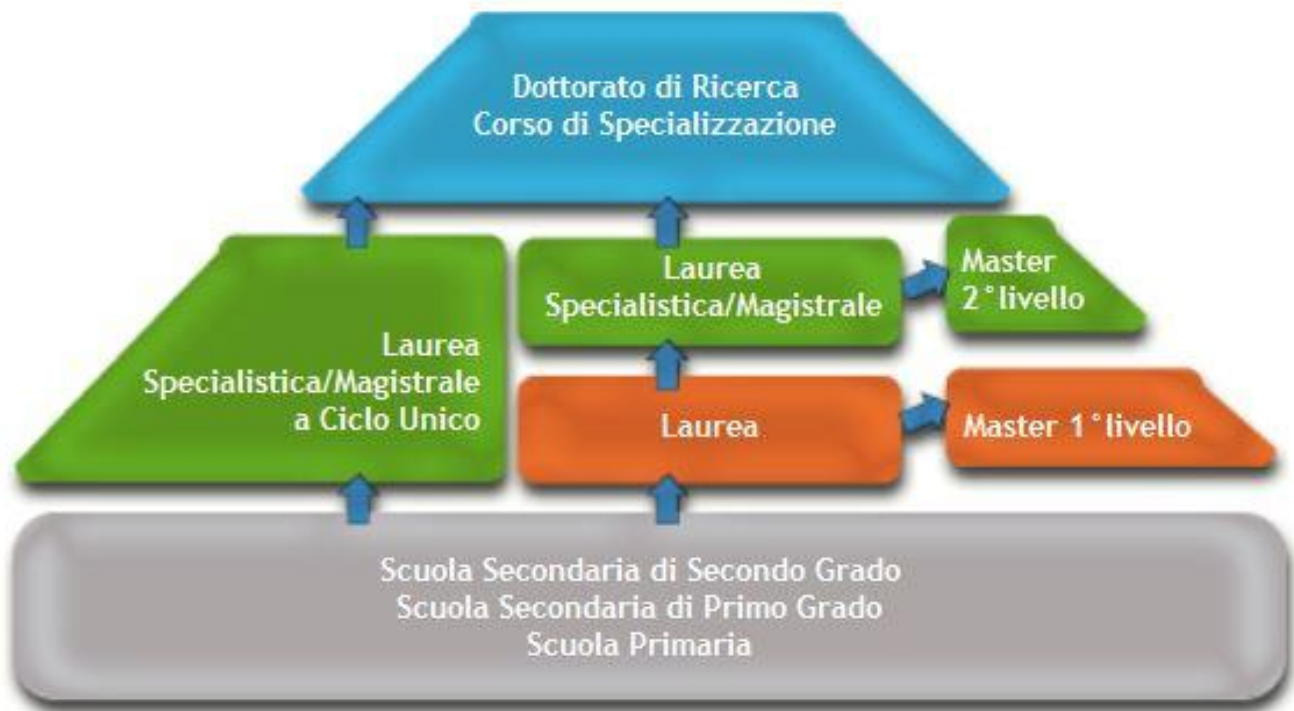 Dottorato di Ricerca
Corso di Specializzazione
Laurea
Specialistica/Magistrale
a Ciclo Unico
Laurea
Specialistica/Magistrale
Master
2°livello
Laurea
Master 1°livello
Scuola Secondaria di Secondo Grado
Scuola Secondaria di Primo Grado
Scuola Primaria